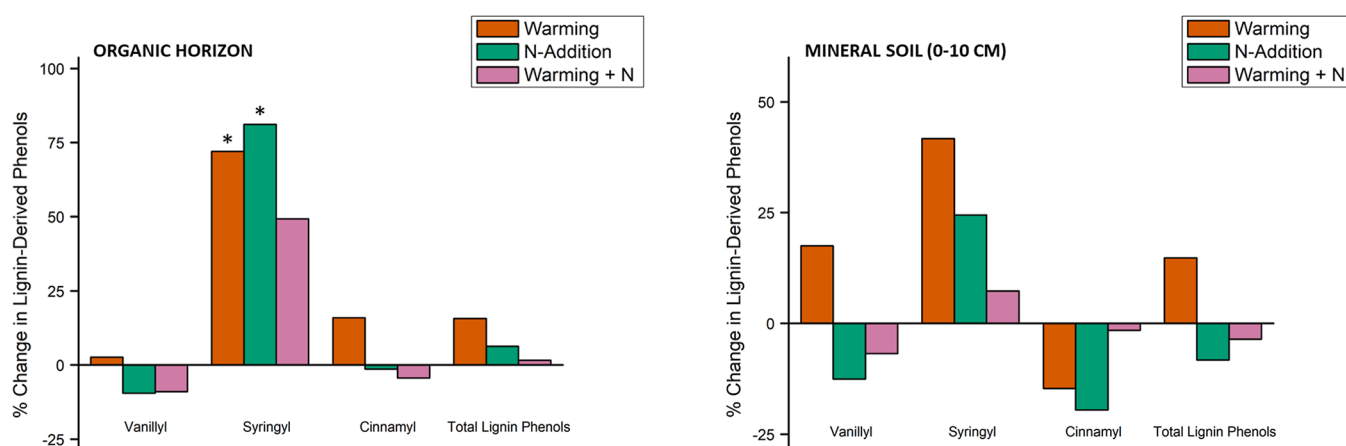 ORGANIC HORIZON
Warming
N-Addition
Warming + N
% Change in Lignin-Derived Phenols
100
75
50
25
0
-25
*
*
Vanillyl
Syringyl
Cinnamyl
Total Lignin Phenols
MINERAL SOIL (0-10 CM)
Warming
N-Addition
Warming + N
% Change in Lignin-Derived Phenols
50
25
0
-25
Vanillyl
Syringyl
Cinnamyl
Total Lignin Phenols